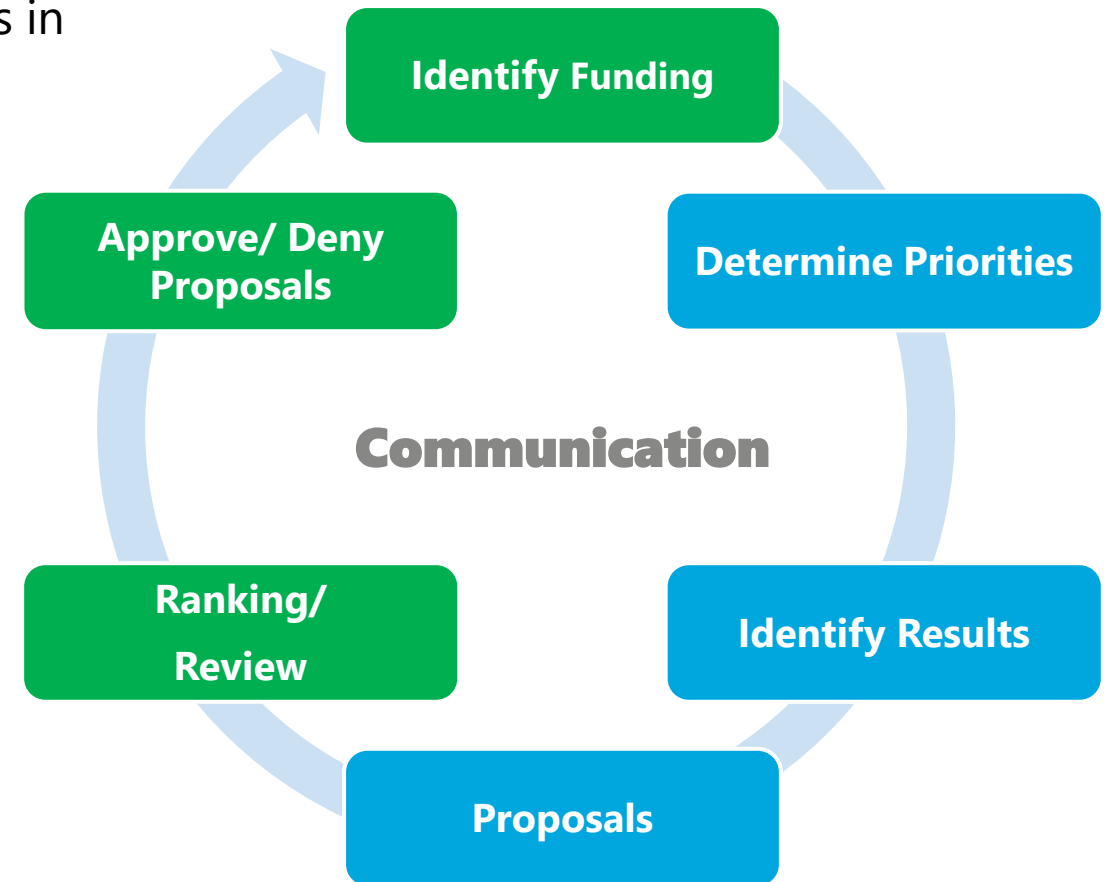 s in
Identify Funding
Determine Priorities
Identify Results
Proposals
Ranking/
Review
Approve/ Deny
Proposals
Communication